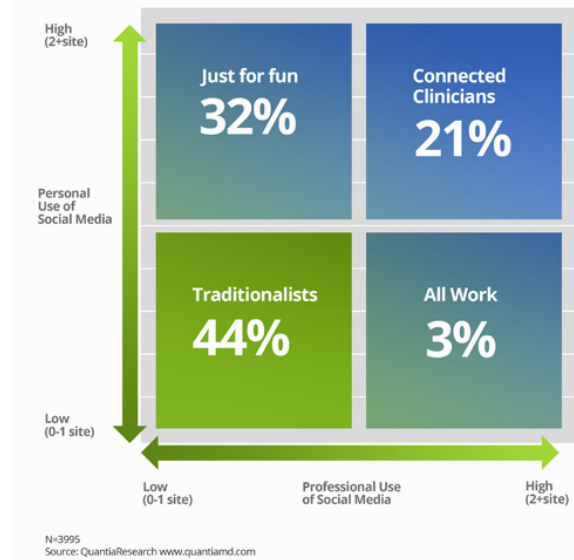 High
(2+site)
Just for fun
32%
Connected
Clinicians
21%
Personal
Use of
Social Media
Traditionalists
44%
All Work
3%
Low
(0-1 site)
Low
(0-1 site)
Professional Use
of Social Media
High
(2+site)
N=3995
Source: QuantiaResearch www.quantiamd.com